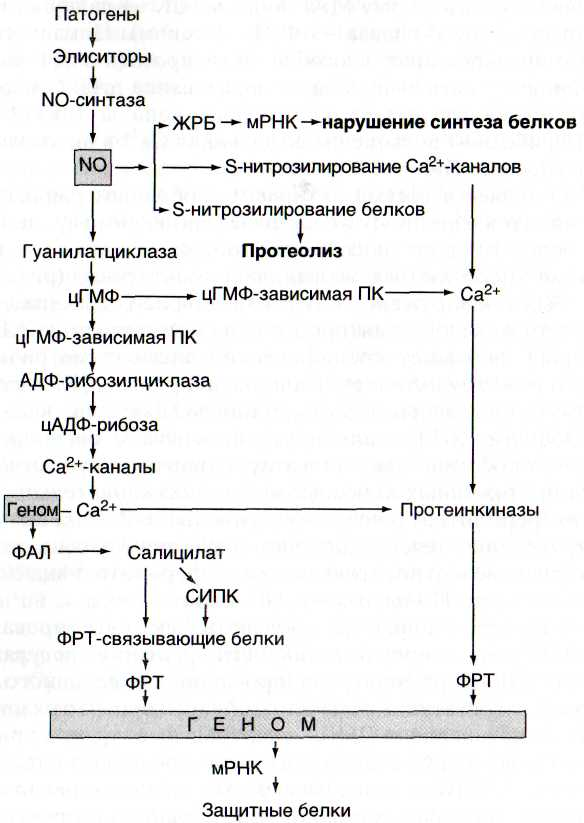 Патогены
Элиситоры
NO-синтаза
ЖРБ мРНК нарушение синтеза белков
NO S-нитрозилирование Ca2+-каналов
S-нитрозилирование белков
Гуанилатциклаза Протеолиз
цГМФ цГМФ-зависимая ПК Ca2+
цГМФ-зависимая ПК
АДФ-рибозилциклаза
цАДФ-рибоза
Ca2+-каналы
Геном Ca2+ Протеинкиназы
ФАЛ Салицилат
СИПК
ФРТ-связывающие белки
ФРТ ФРТ
ГЕНОМ
мРНК
Защитные белки